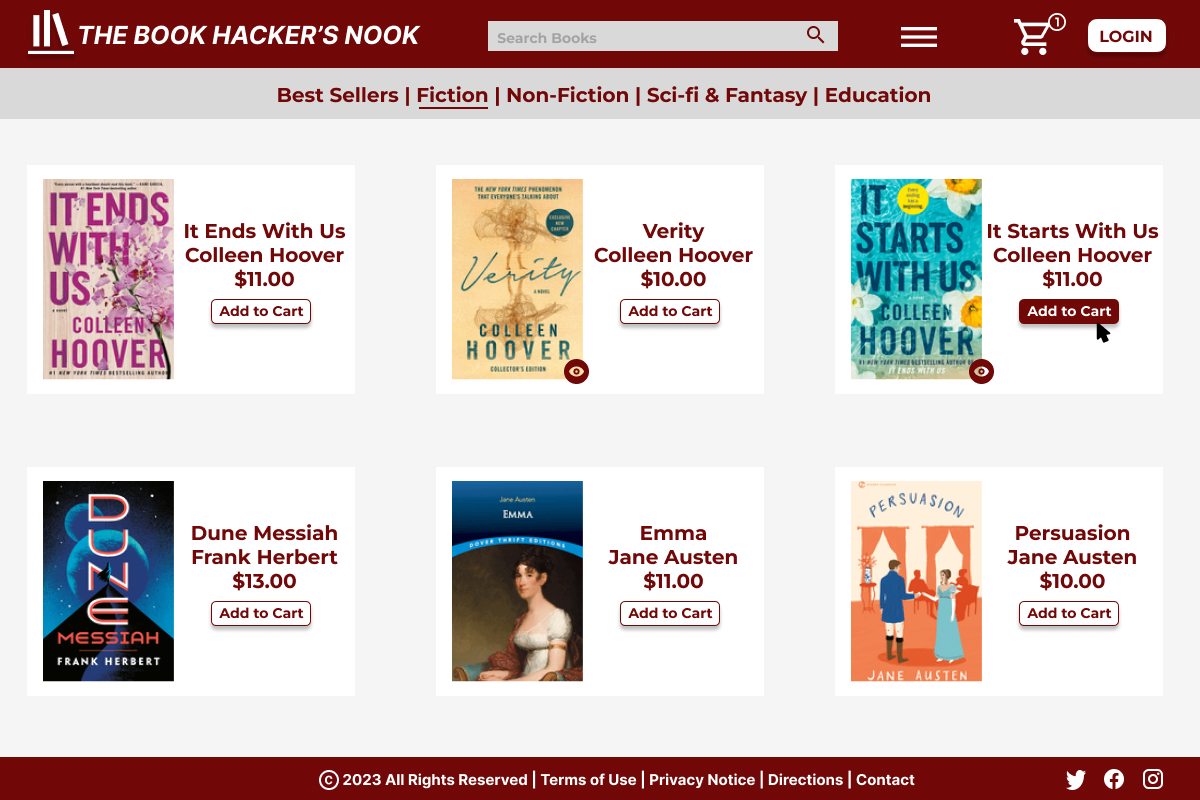 THE BOOK HACKER'S NOOK
Search Books
1
LOGIN
Best Sellers | Fiction | Non-Fiction | Sci-fi & Fantasy | Education
IT ENDS
WITH
US
a novel
COLLEEN
HOOVER
#1 NEW YORK TIMES BESTSELLING AUTHOR
It Ends With Us
Colleen Hoover
$11.00
Add to Cart
THE NEW YORK TIMES PHENOMENON
THAT EVERYONE'S TALKING ABOUT
EXCLUSIVE
NEW
CHAPTER
Verity
A NOVEL
COLLEEN
HOOVER
COLLECTOR'S EDITION
Verity
Colleen Hoover
$10.00
Add to Cart
IT
Every
ending
has a
beginning.
STARTS
WITH US
a novel
COLLEEN
HOOVER
#1 NEW YORK TIMES BESTSELLING AUTHOR OF
IT ENDS WITH US
It Starts With Us
Colleen Hoover
$11.00
Add to Cart
DUNE
MESSIAH
FRANK HERBERT
Dune Messiah
Frank Herbert
$13.00
Add to Cart
Jane Austen
EMMA
DOVER THRIFT EDITIONS
Emma
Jane Austen
$11.00
Add to Cart
PERSUASION
JANE AUSTEN
Persuasion
Jane Austen
$10.00
Add to Cart
© 2023 All Rights Reserved | Terms of Use | Privacy Notice | Directions | Contact